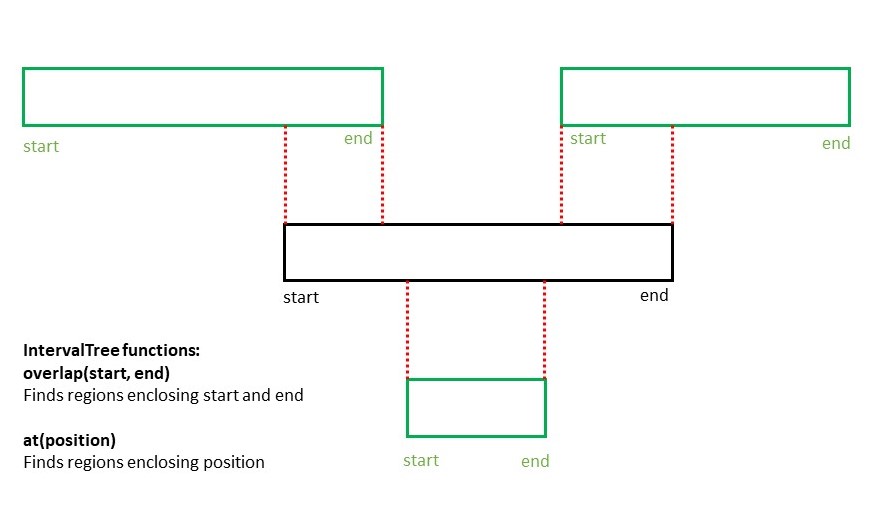 start
end
start
end
start
end
IntervalTree functions:
overlap(start, end)
Finds regions enclosing start and end
at(position)
Finds regions enclosing position
start
end